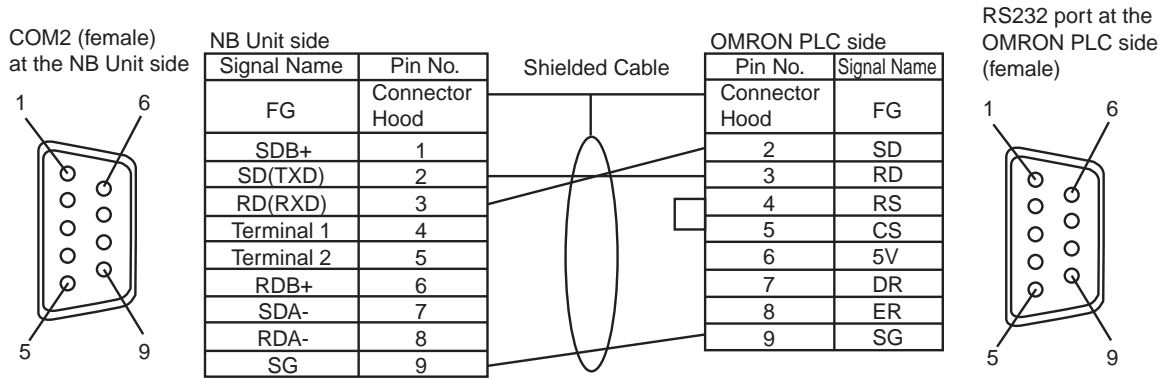 COM2 (female)
at the NB Unit side
1
6
5
9
NB Unit side
Signal Name Pin No.
FG Connector Hood
SDB+ 1
SD(TXD) 2
RD(RXD) 3
Terminal 1 4
Terminal 2 5
RDB+ 6
SDA- 7
RDA- 8
SG 9
Shielded Cable
OMRON PLC side
Pin No. Signal Name
Connector Hood FG
2 SD
3 RD
4 RS
5 CS
6 5V
7 DR
8 ER
9 SG
RS232 port at the
OMRON PLC side
(female)
1
6
5
9